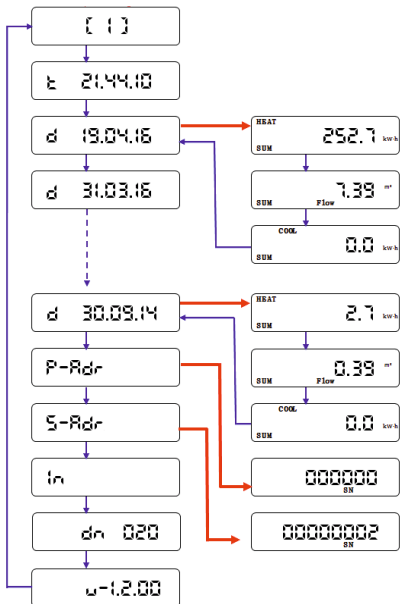 [ 1 ]
t 21.44.10
d 19.04.16
HEAT
252.7 kW·h
SUM
d 31.03.16
7.39 m³
SUM Flow
COOL
0.0 kW·h
SUM
d 30.09.14
HEAT
2.7 kW·h
SUM
P-Adr
0.39 m³
SUM Flow
S-Adr
COOL
0.0 kW·h
SUM
In
000000
SN
dn 020
00000002
SN
u-1.2.00